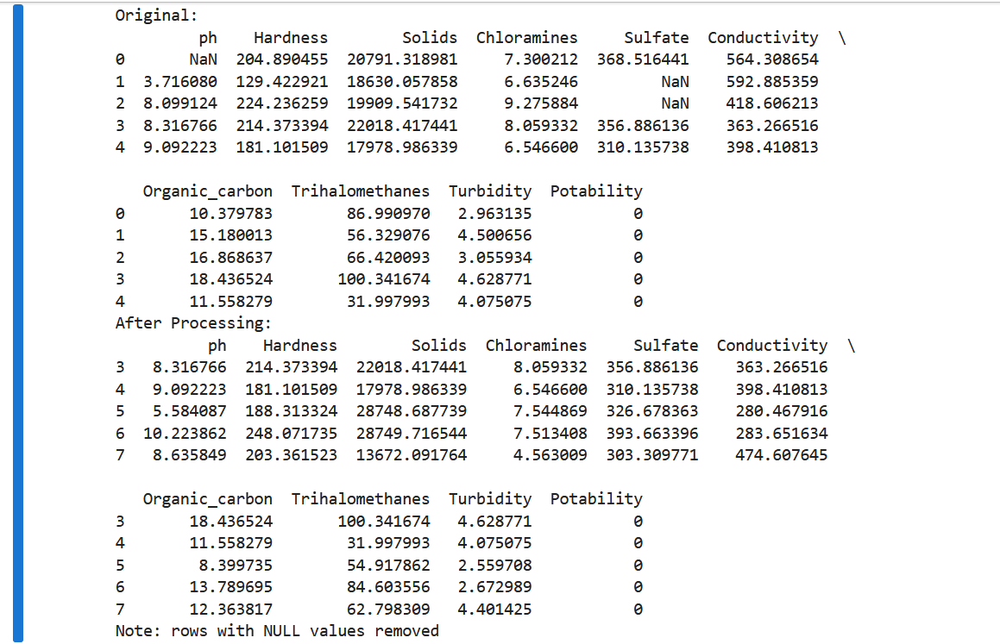 Original:
         ph    Hardness        Solids  Chloramines     Sulfate  Conductivity  \
0       NaN  204.890455  20791.318981     7.300212  368.516441    564.308654
1  3.716080  129.422921  18630.057858     6.635246         NaN    592.885359
2  8.099124  224.236259  19909.541732     9.275884         NaN    418.606213
3  8.316766  214.373394  22018.417441     8.059332  356.886136    363.266516
4  9.092223  181.101509  17978.986339     6.546600  310.135738    398.410813

   Organic_carbon  Trihalomethanes  Turbidity  Potability
0       10.379783        86.990970   2.963135           0
1       15.180013        56.329076   4.500656           0
2       16.868637        66.420093   3.055934           0
3       18.436524       100.341674   4.628771           0
4       11.558279        31.997993   4.075075           0
After Processing:
          ph    Hardness        Solids  Chloramines     Sulfate  Conductivity  \
3   8.316766  214.373394  22018.417441     8.059332  356.886136    363.266516
4   9.092223  181.101509  17978.986339     6.546600  310.135738    398.410813
5   5.584087  188.313324  28748.687739     7.544869  326.678363    280.467916
6  10.223862  248.071735  28749.716544     7.513408  393.663396    283.651634
7   8.635849  203.361523  13672.091764     4.563009  303.309771    474.607645

   Organic_carbon  Trihalomethanes  Turbidity  Potability
3       18.436524       100.341674   4.628771           0
4       11.558279        31.997993   4.075075           0
5        8.399735        54.917862   2.559708           0
6       13.789695        84.603556   2.672989           0
7       12.363817        62.798309   4.401425           0
Note: rows with NULL values removed